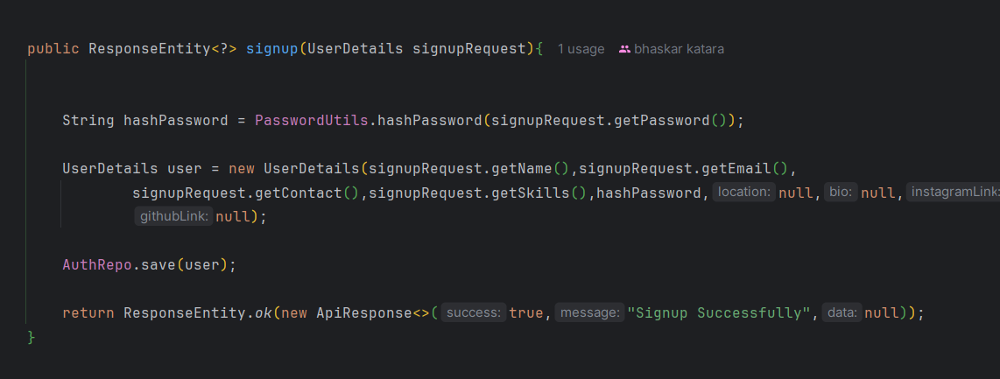 public ResponseEntity<?> signup(UserDetails signupRequest){ 1 usage bhaskar katara
String hashPassword = PasswordUtils.hashPassword(signupRequest.getPassword());
UserDetails user = new UserDetails(signupRequest.getName(),signupRequest.getEmail(),
signupRequest.getContact(),signupRequest.getSkills(),hashPassword, location: null, bio: null, instagramLink:
githubLink: null);
AuthRepo.save(user);
return ResponseEntity.ok(new ApiResponse<>( success: true, message: "Signup Successfully", data: null));
}